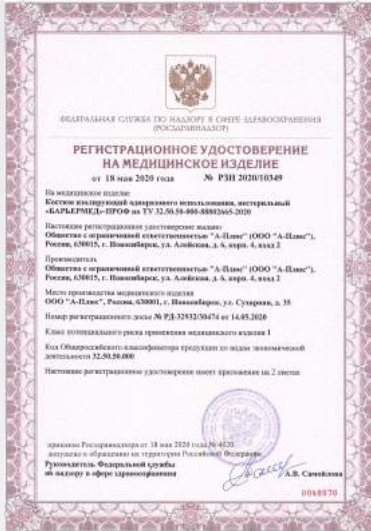 ФЕДЕРАЛЬНАЯ СЛУЖБА ПО НАДЗОРУ В СФЕРЕ ЗДРАВООХРАНЕНИЯ
(РОСЗДРАВНАДЗОР)
РЕГИСТРАЦИОННОЕ УДОСТОВЕРЕНИЕ
НА МЕДИЦИНСКОЕ ИЗДЕЛИЕ
от 18 мая 2020 года № РЗН 2020/10349
На медицинское изделие
Костюм изолирующий одноразового использования, нестерильный
«БАРЬЕРМЕД»-ПРОФ по ТУ 32.50.50-000-88802665-2020
Настоящее регистрационное удостоверение выдано
Общество с ограниченной ответственностью "А-Плюс" (ООО "А-Плюс"),
Россия, 630015, г. Новосибирск, ул. Алейская, д. 6, корп. 4, вход 2
Производитель
Общество с ограниченной ответственностью "А-Плюс" (ООО "А-Плюс"),
Россия, 630015, г. Новосибирск, ул. Алейская, д. 6, корп. 4, вход 2
Место производства медицинского изделия
ООО "А-Плюс", Россия, 630001, г. Новосибирск, ул. Сухарная, д. 35
Номер регистрационного досье № РД-32932/30474 от 14.05.2020
Класс потенциального риска применения медицинского изделия 1
Код Общероссийского классификатора продукции по видам экономической
деятельности 32.50.50.000
Настоящее регистрационное удостоверение имеет приложение на 2 листах
приказом Росздравнадзора от 18 мая 2020 года № 4020
допущено к обращению на территории Российской Федерации
Руководитель Федеральной службы
по надзору в сфере здравоохранения
А.В. Самойлова